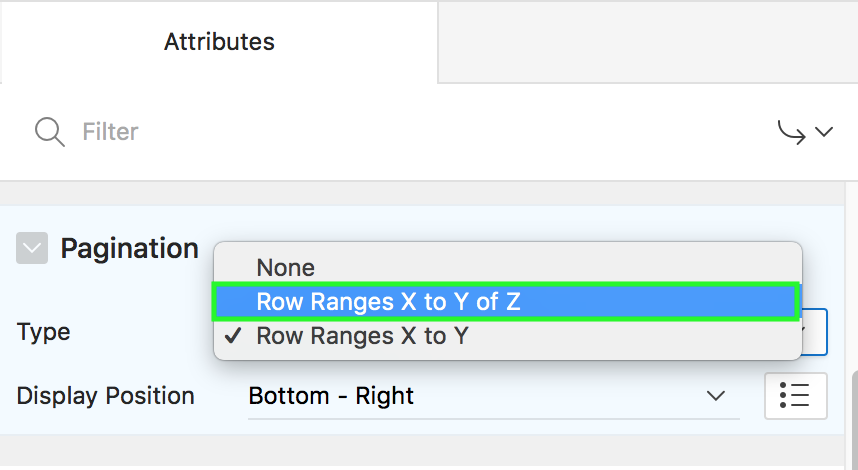 Attributes
Filter
Pagination
None
Row Ranges X to Y of Z
Type
Row Ranges X to Y
Display Position
Bottom - Right